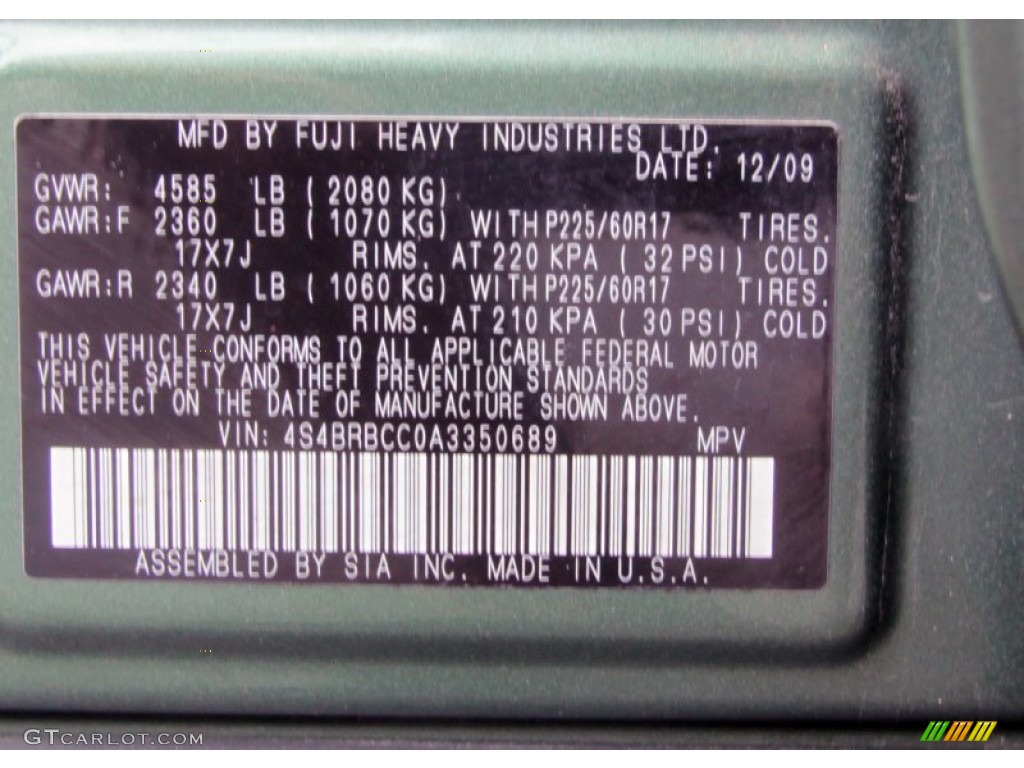 MFD BY FUJI HEAVY INDUSTRIES LTD.
DATE: 12/09
GVWR: 4585 LB ( 2080 KG)
GAWR:F 2360 LB ( 1070 KG) WITH P225/60R17 TIRES,
17X7J RIMS, AT 220 KPA ( 32 PSI) COLD
GAWR:R 2340 LB ( 1060 KG) WITH P225/60R17 TIRES,
17X7J RIMS, AT 210 KPA ( 30 PSI) COLD
THIS VEHICLE CONFORMS TO ALL APPLICABLE FEDERAL MOTOR
VEHICLE SAFETY AND THEFT PREVENTION STANDARDS
IN EFFECT ON THE DATE OF MANUFACTURE SHOWN ABOVE.
VIN: 4S4BRBCC0A3350689 MPV
ASSEMBLED BY SIA INC. MADE IN U.S.A.
GTCARLOT.COM